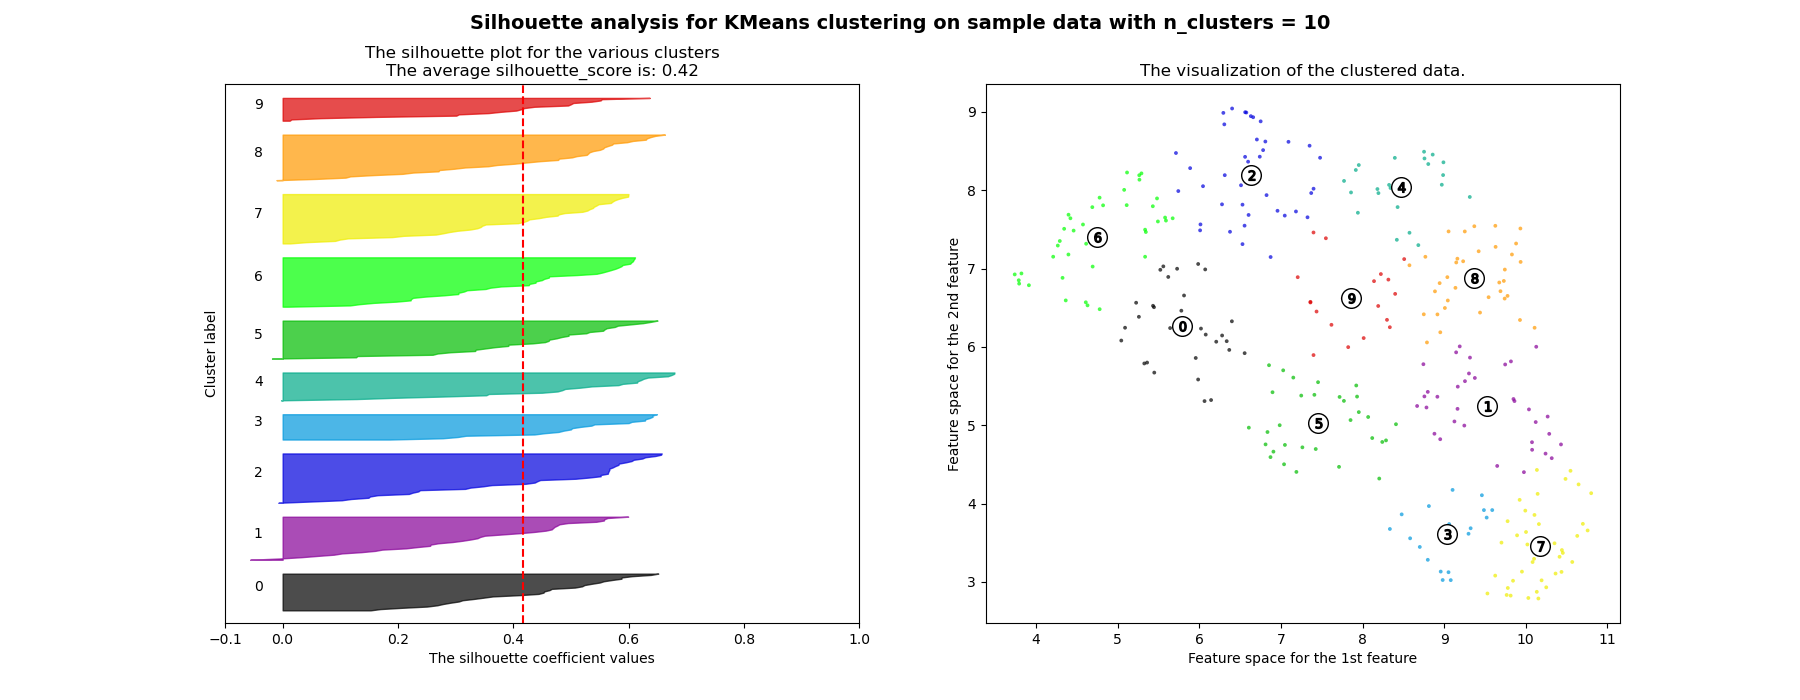 Silhouette analysis for KMeans clustering on sample data with n_clusters = 10
The silhouette plot for the various clusters
The average silhouette_score is: 0.42
9
8
7
6
5
4
3
2
1
0
Cluster label
−0.1 0.0 0.2 0.4 0.6 0.8 1.0
The silhouette coefficient values
The visualization of the clustered data.
9
8
7
6
5
4
3
Feature space for the 2nd feature
2
4
6
8
9
0
1
5
3
7
4 5 6 7 8 9 10 11
Feature space for the 1st feature